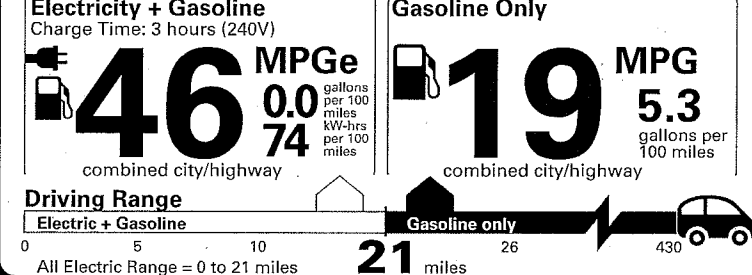 Electricity + Gasoline
Charge Time: 3 hours (240V)
46
MPGe
0.0 gallons per 100 miles
74 kW-hrs per 100 miles
combined city/highway
Gasoline Only
19
MPG
5.3
gallons per
100 miles
combined city/highway
Driving Range
Electric + Gasoline
Gasoline only
0 5 10 21 miles 26 430
All Electric Range = 0 to 21 miles